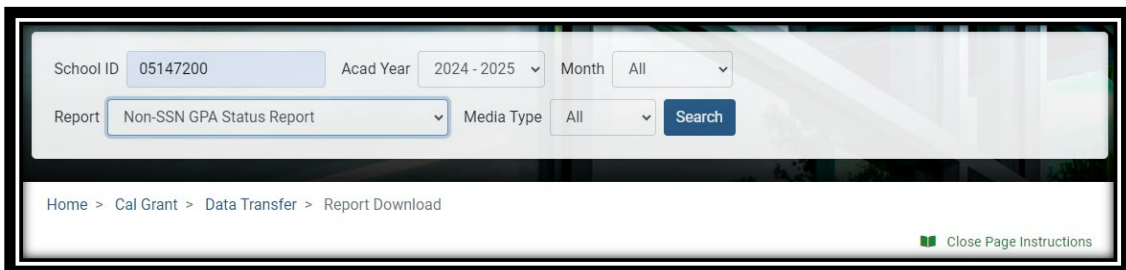 School ID 05147200 Acad Year 2024 - 2025 Month All
Report Non-SSN GPA Status Report Media Type All Search
Home > Cal Grant > Data Transfer > Report Download
Close Page Instructions